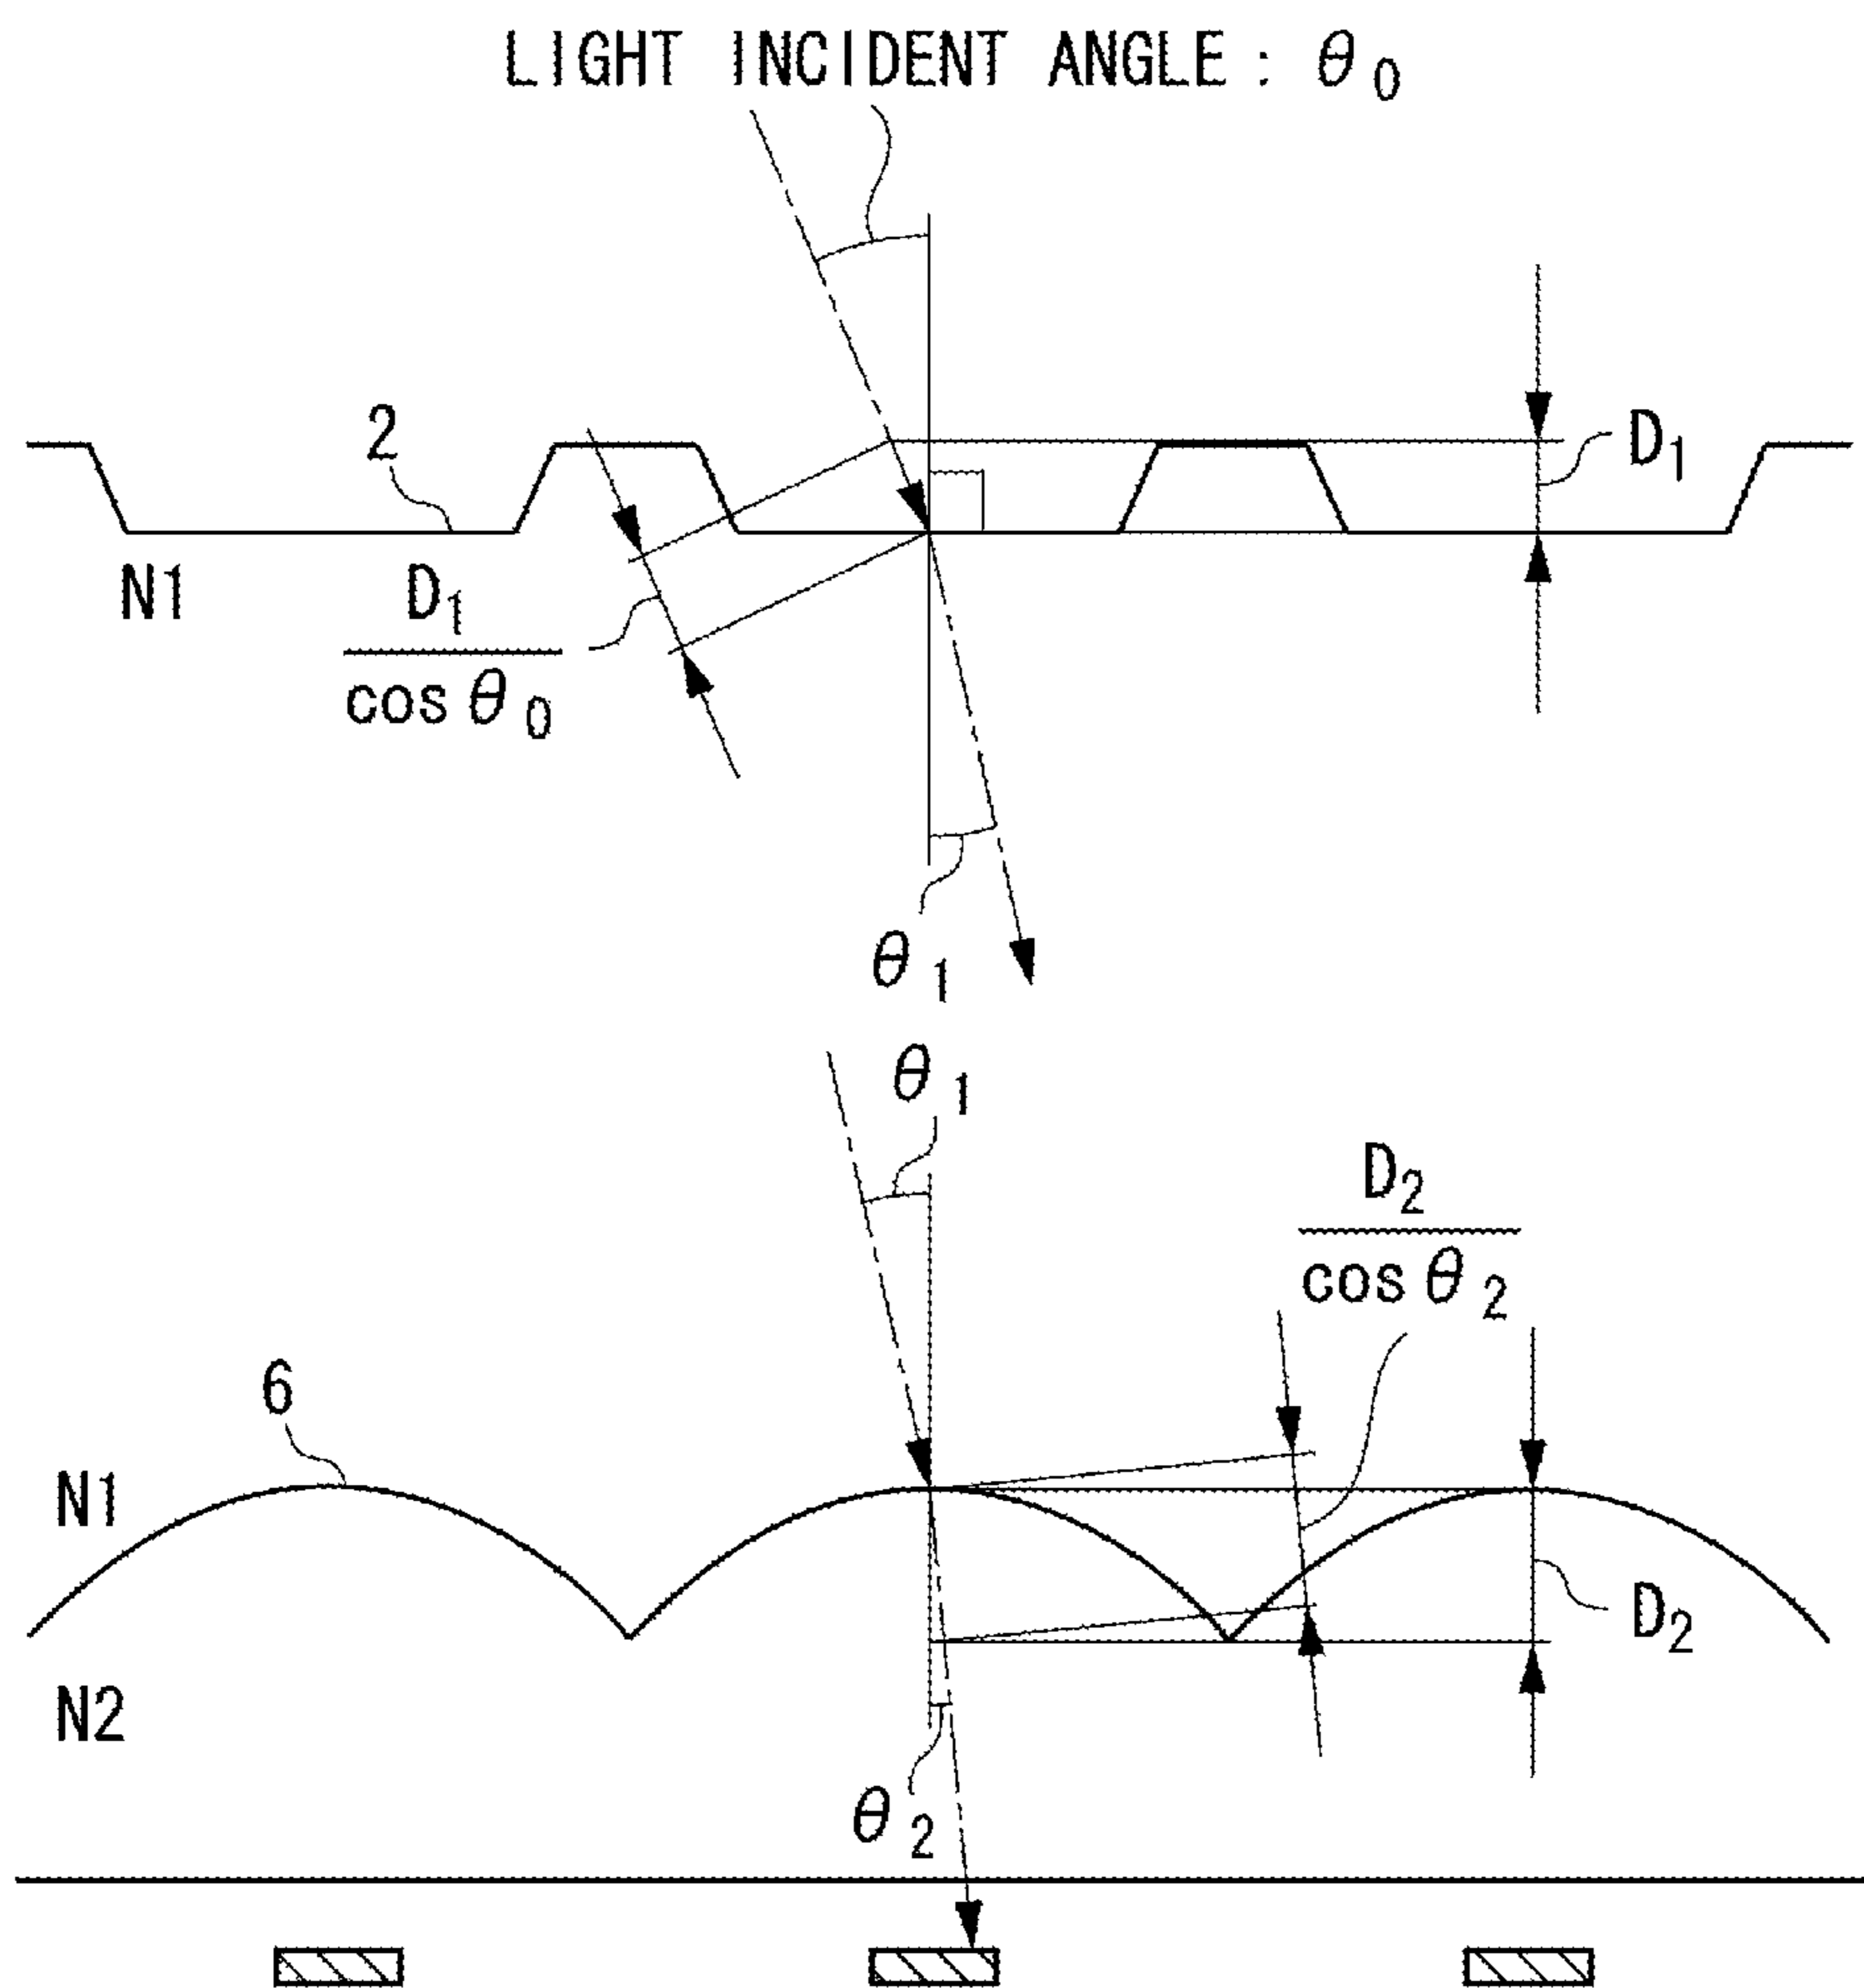 LIGHT INCIDENT ANGLE : θ₀
2
D₁
N1
D₁
cos θ₀
θ₁
θ₁
D₂
cos θ₂
6
N1
D₂
N2
θ₂